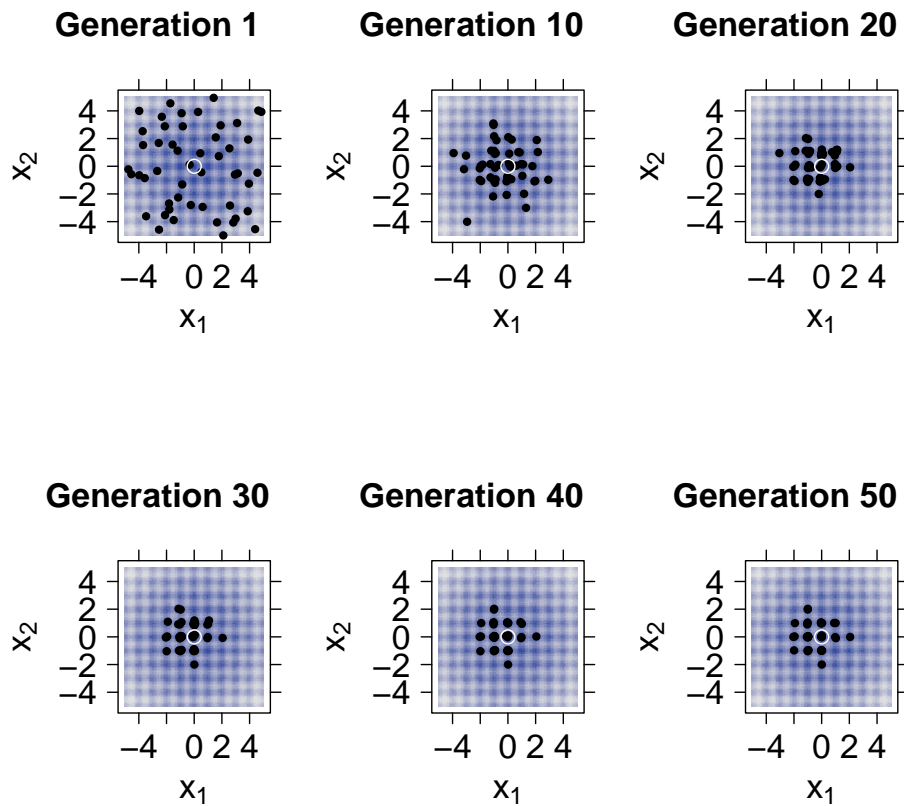 Generation 1
4
2
0
−2
−4
x2
−4 0 2 4
x1
Generation 10
4
2
0
−2
−4
x2
−4 0 2 4
x1
Generation 20
4
2
0
−2
−4
x2
−4 0 2 4
x1
Generation 30
4
2
0
−2
−4
x2
−4 0 2 4
x1
Generation 40
4
2
0
−2
−4
x2
−4 0 2 4
x1
Generation 50
4
2
0
−2
−4
x2
−4 0 2 4
x1